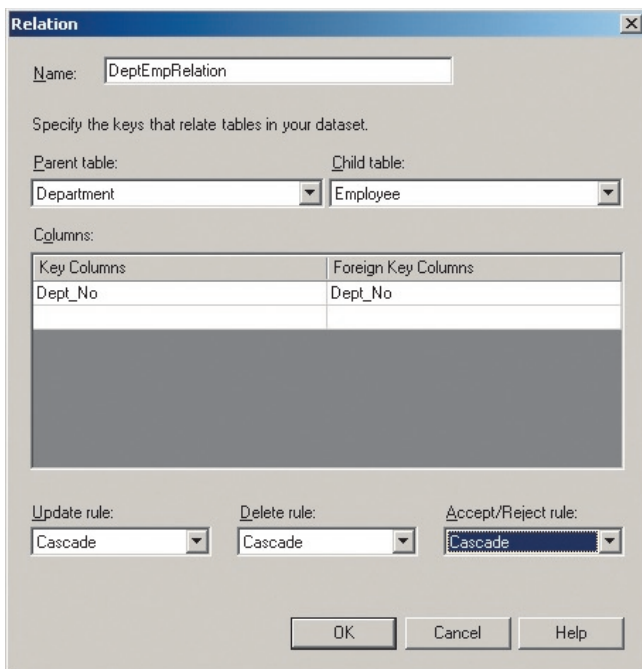 Relation
Name: DeptEmpRelation
Specify the keys that relate tables in your dataset.
Parent table: Child table:
Department Employee
Columns:
Key Columns Foreign Key Columns
Dept_No Dept_No
Update rule: Delete rule: Accept/Reject rule:
Cascade Cascade Cascade
OK Cancel Help